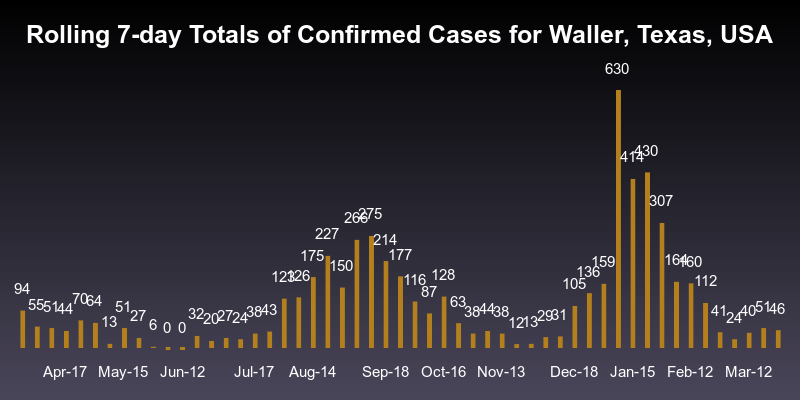 Rolling 7-day Totals of Confirmed Cases for Waller, Texas, USA
94 55 51 44 70 64 13 51 27 6 0 0 32 20 27 24 38 43 123 126 175 227 150 266 275 214 177 116 87 128 63 38 44 38 12 13 29 31 105 136 159 630 414 430 307 164 160 112 41 24 40 51 46
Apr-17 May-15 Jun-12 Jul-17 Aug-14 Sep-18 Oct-16 Nov-13 Dec-18 Jan-15 Feb-12 Mar-12